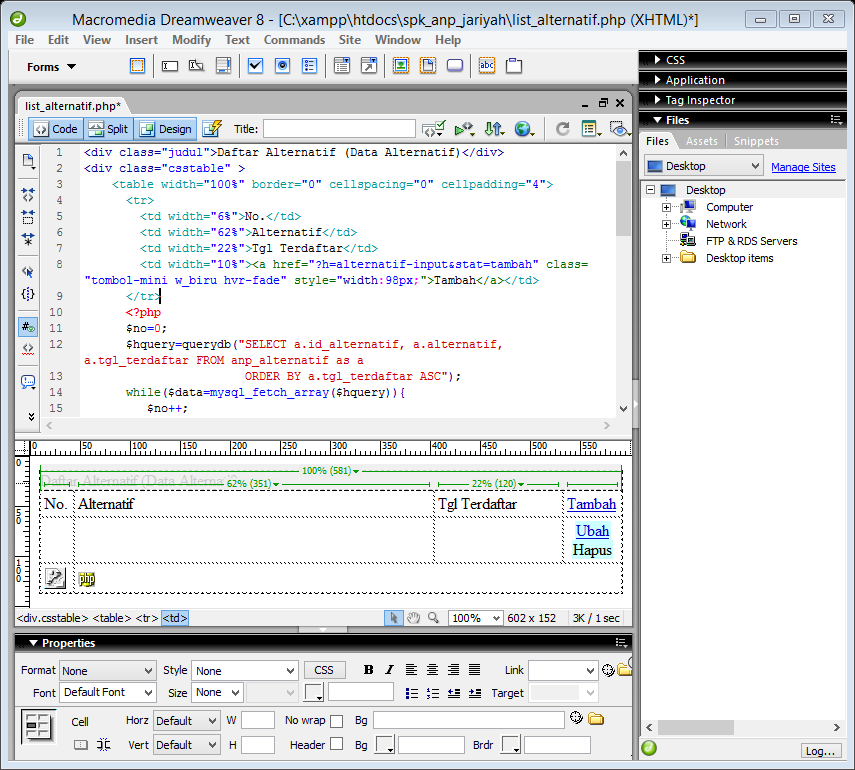 Macromedia Dreamweaver 8 - [C:\xampp\htdocs\spk_anp_jariyah\list_alternatif.php (XHTML)*]
File Edit View Insert Modify Text Commands Site Window Help
Forms
abc
list_alternatif.php*
Code Split Design Title:
1 <div class="judul">Daftar Alternatif (Data Alternatif)</div>
2 <div class="csstable" >
3 <table width="100%" border="0" cellspacing="0" cellpadding="4">
4 <tr>
5 <td width="6%">No.</td>
6 <td width="62%">Alternatif</td>
7 <td width="22%">Tgl Terdaftar</td>
8 <td width="10%"><a href="?h=alternatif-input&stat=tambah" class=
"tombol-mini w_biru hvr-fade" style="width:98px;">Tambah</a></td>
9 </tr>
10 <?php
11 $no=0;
12 $hquery=querydb("SELECT a.id_alternatif, a.alternatif,
a.tgl_terdaftar FROM anp_alternatif as a
13 ORDER BY a.tgl_terdaftar ASC");
14 while($data=mysql_fetch_array($hquery)){
15 $no++;
0 50 100 150 200 250 300 350 400 450 500 550
0
50
100
100% (581)
Daftar Alternatif (Data Alternatif)
62% (351) 22% (120)
No. Alternatif Tgl Terdaftar Tambah
Ubah
Hapus
php
<div.csstable> <table> <tr> <td> 100% 602 x 152 3K / 1 sec
Properties
Format None Style None CSS B I Link
Font Default Font Size None Target
Cell Horz Default W No wrap Bg
Vert Default H Header Bg Brdr
CSS
Application
Tag Inspector
Files
Files Assets Snippets
Desktop Manage Sites
Desktop
Computer
Network
FTP & RDS Servers
Desktop items
Log...